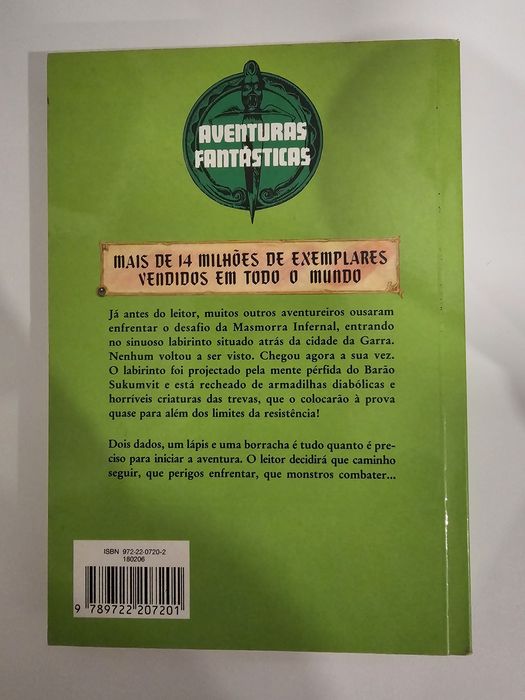 AVENTURAS
FANTÁSTICAS
MAIS DE 14 MILHÕES DE EXEMPLARES
VENDIDOS EM TODO O MUNDO
Já antes do leitor, muitos outros aventureiros ousaram
enfrentar o desafio da Masmorra Infernal, entrando
no sinuoso labirinto situado atrás da cidade da Garra.
Nenhum voltou a ser visto. Chegou agora a sua vez.
O labirinto foi projectado pela mente pérfida do Barão
Sukumvit e está recheado de armadilhas diabólicas e
horríveis criaturas das trevas, que o colocarão à prova
quase para além dos limites da resistência!
Dois dados, um lápis e uma borracha é tudo quanto é pre-
ciso para iniciar a aventura. O leitor decidirá que caminho
seguir, que perigos enfrentar, que monstros combater...
ISBN 972-22-0720-2
180206
9 789722 207201